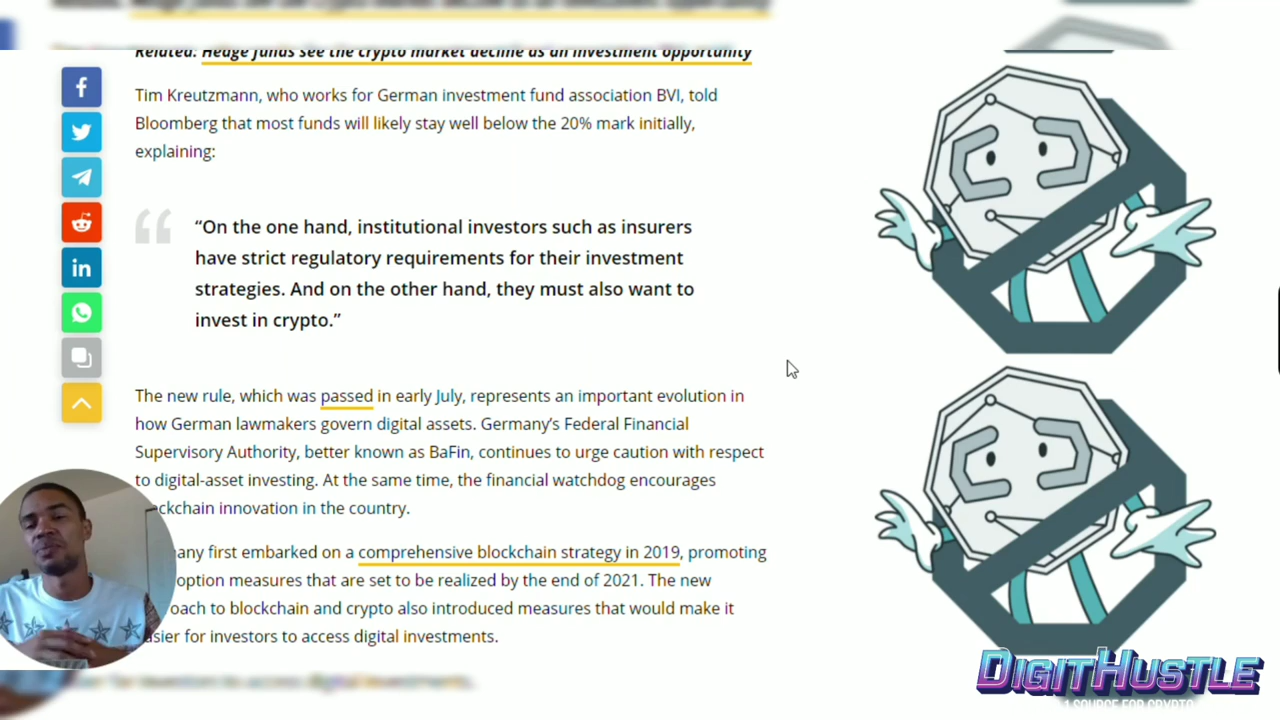 Related: Hedge funds see the crypto market decline as an investment opportunity
Tim Kreutzmann, who works for German investment fund association BVI, told
Bloomberg that most funds will likely stay well below the 20% mark initially,
explaining:
“On the one hand, institutional investors such as insurers
have strict regulatory requirements for their investment
strategies. And on the other hand, they must also want to
invest in crypto.”
The new rule, which was passed in early July, represents an important evolution in
how German lawmakers govern digital assets. Germany’s Federal Financial
Supervisory Authority, better known as BaFin, continues to urge caution with respect
to digital-asset investing. At the same time, the financial watchdog encourages
ckchain innovation in the country.
any first embarked on a comprehensive blockchain strategy in 2019, promoting
option measures that are set to be realized by the end of 2021. The new
oach to blockchain and crypto also introduced measures that would make it
asier for investors to access digital investments.
DIGITHUSTLE
1 SOURCE FOR CRYPTO